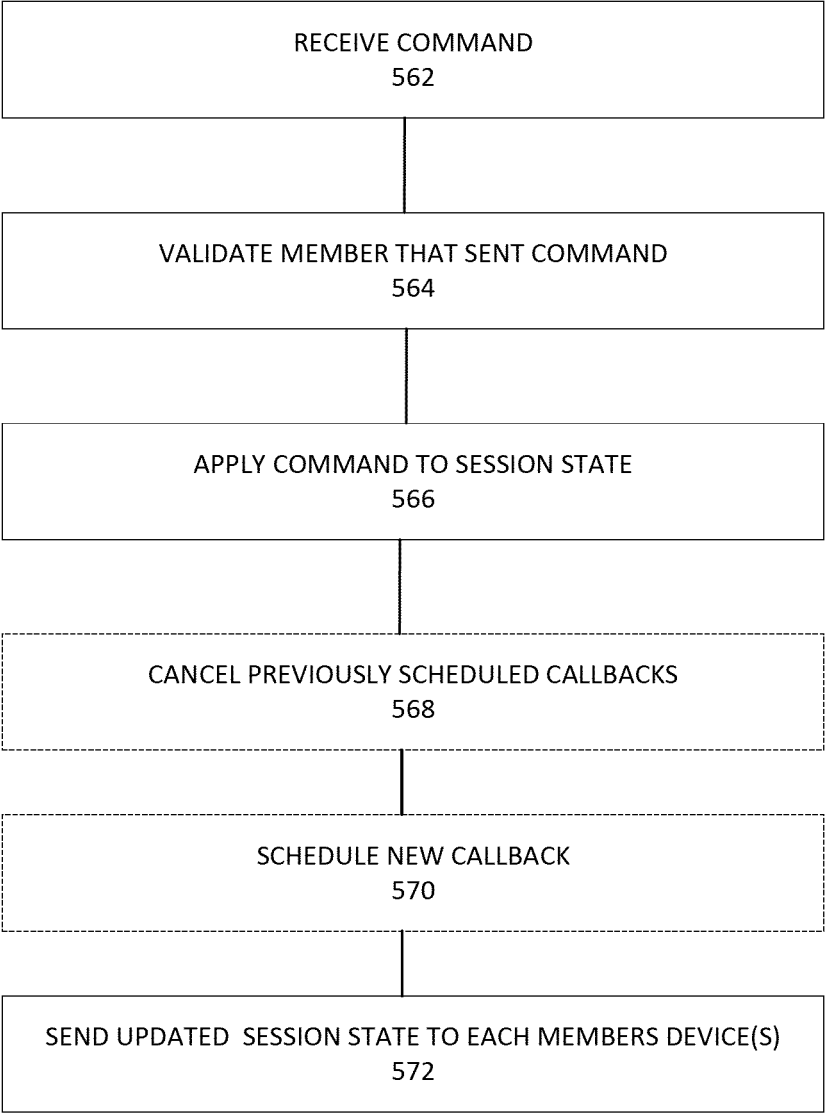 RECEIVE COMMAND
562
VALIDATE MEMBER THAT SENT COMMAND
564
APPLY COMMAND TO SESSION STATE
566
CANCEL PREVIOUSLY SCHEDULED CALLBACKS
568
SCHEDULE NEW CALLBACK
570
SEND UPDATED  SESSION STATE TO EACH MEMBERS DEVICE(S)
572